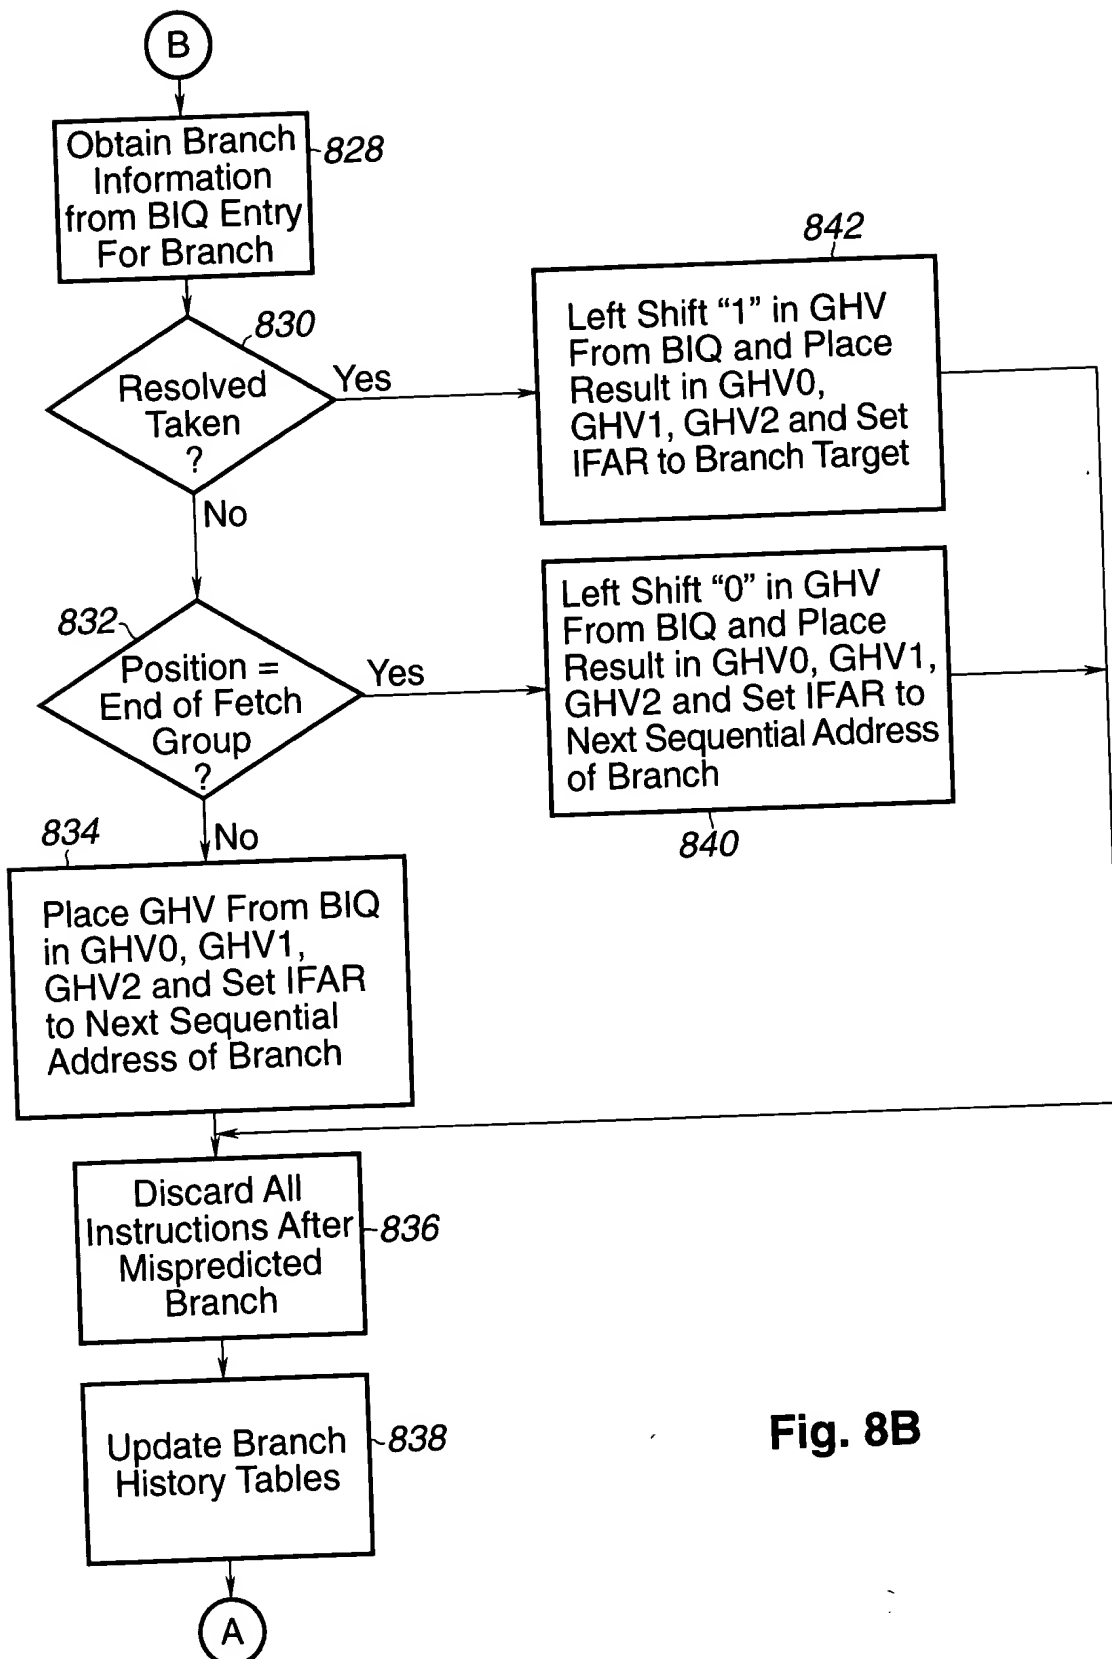 B
Obtain Branch
Information
from BIQ Entry
For Branch
828
830
Resolved
Taken
?
Yes
No
842
Left Shift “1” in GHV
From BIQ and Place
Result in GHV0,
GHV1, GHV2 and Set
IFAR to Branch Target
832
Position =
End of Fetch
Group
?
Yes
No
Left Shift “0” in GHV
From BIQ and Place
Result in GHV0, GHV1,
GHV2 and Set IFAR to
Next Sequential Address
of Branch
840
834
Place GHV From BIQ
in GHV0, GHV1,
GHV2 and Set IFAR
to Next Sequential
Address of Branch
Discard All
Instructions After
Mispredicted
Branch
836
Update Branch
History Tables
838
A
Fig. 8B